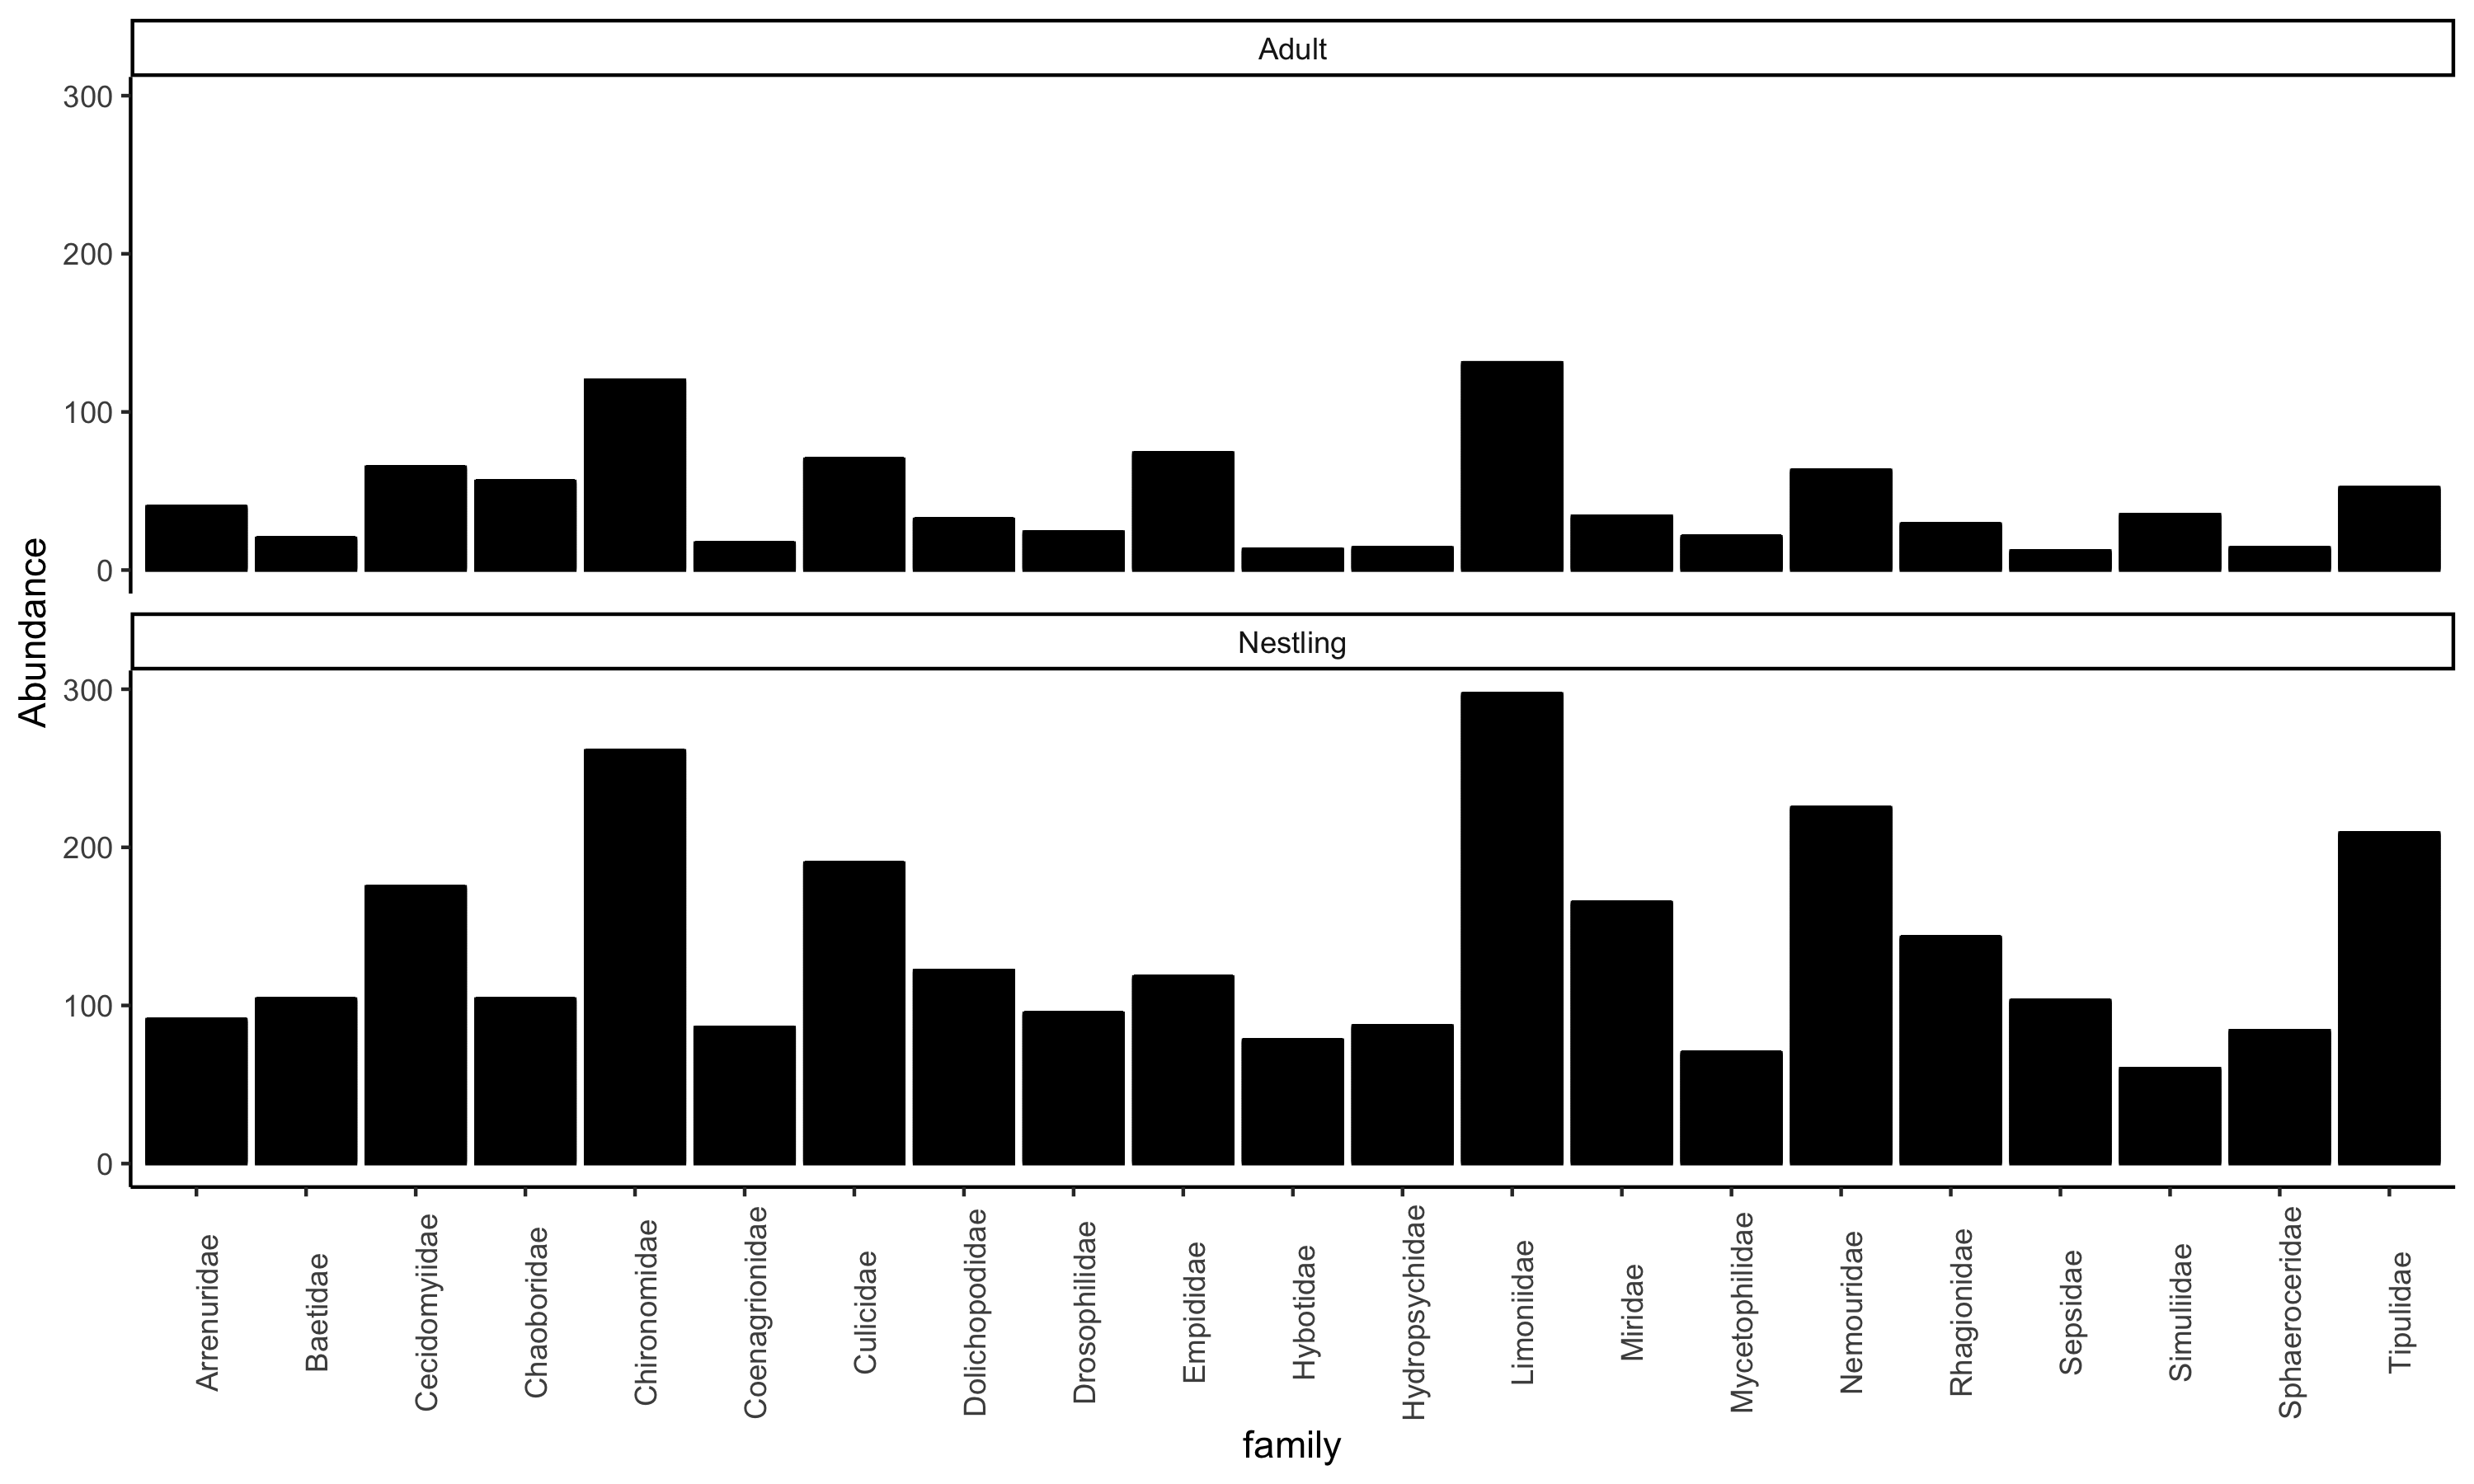 Adult
300
200
100
0
Abundance
Nestling
300
200
100
0
Arrenuridae
Baetidae
Cecidomyiidae
Chaoboridae
Chironomidae
Coenagrionidae
Culicidae
Dolichopodidae
Drosophilidae
Empididae
Hybotidae
Hydropsychidae
Limoniidae
Miridae
Mycetophilidae
Nemouridae
Rhagionidae
Sepsidae
Simuliidae
Sphaeroceridae
Tipulidae
family